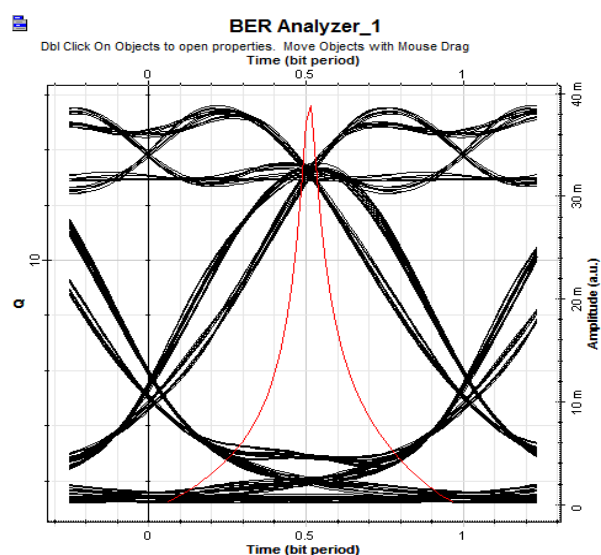 BER Analyzer_1
Dbl Click On Objects to open properties. Move Objects with Mouse Drag
Time (bit period)
0 0.5 1
40 m
30 m
10
Q
20 m
Amplitude (a.u.)
10 m
0
0 0.5 1
Time (bit period)